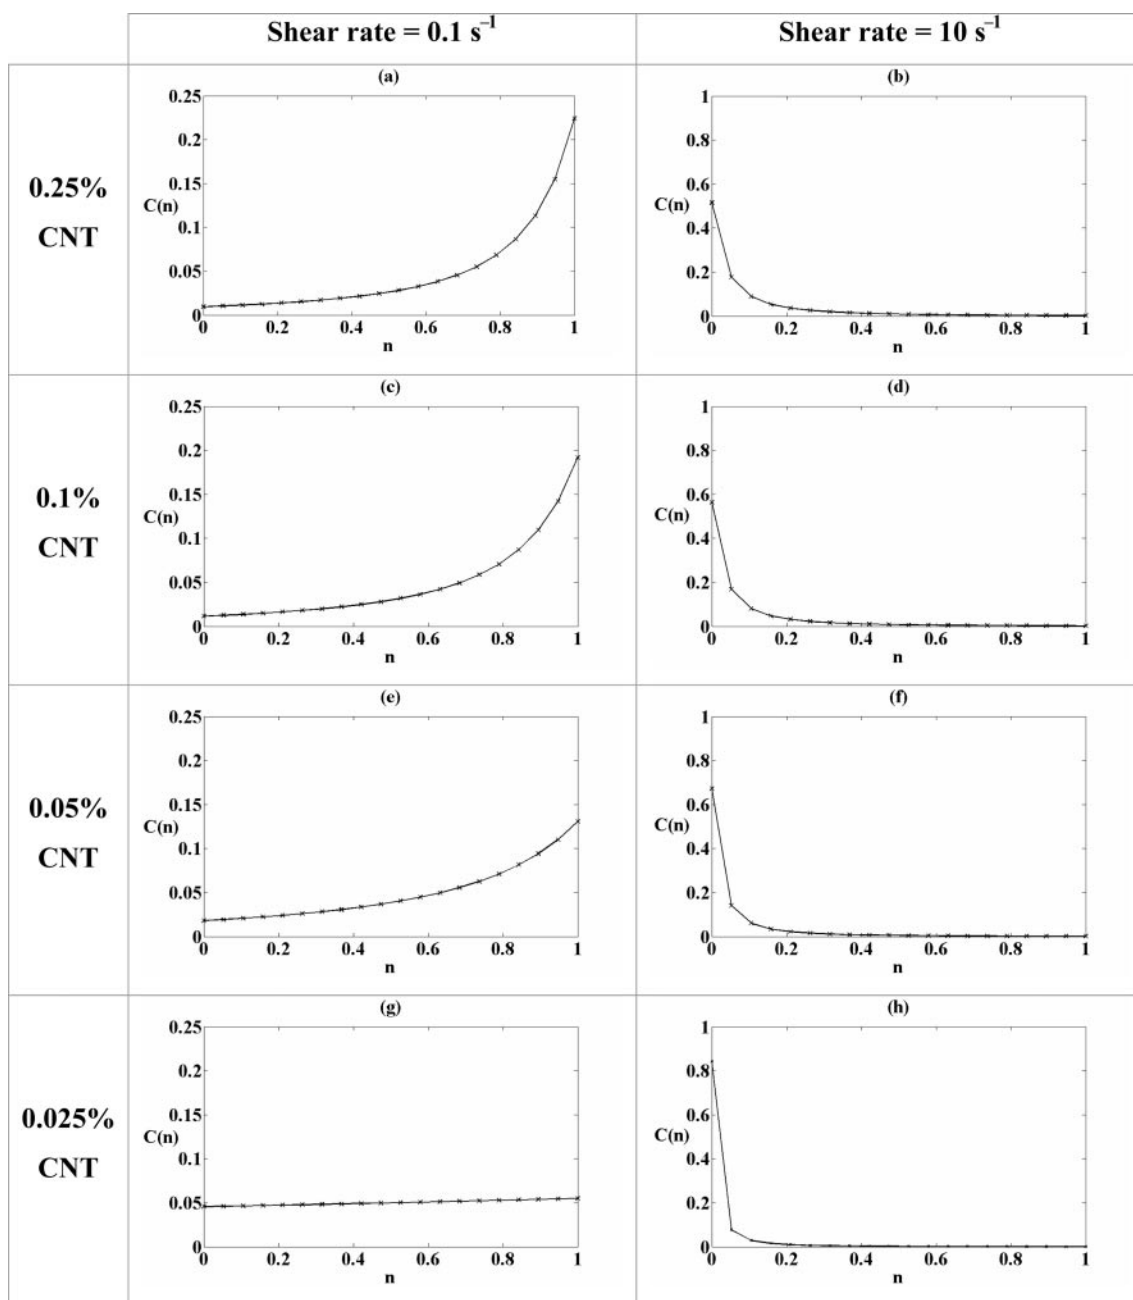 Shear rate = 0.1 s⁻¹ Shear rate = 10 s⁻¹
0.25%
CNT
(a)
0.25
0.2
0.15
C(n)
0.1
0.05
0
0 0.2 0.4 0.6 0.8 1
n
(b)
1
0.8
0.6
C(n)
0.4
0.2
0
0 0.2 0.4 0.6 0.8 1
n
0.1%
CNT
(c)
0.25
0.2
0.15
C(n)
0.1
0.05
0
0 0.2 0.4 0.6 0.8 1
n
(d)
1
0.8
0.6
C(n)
0.4
0.2
0
0 0.2 0.4 0.6 0.8 1
n
0.05%
CNT
(e)
0.25
0.2
0.15
C(n)
0.1
0.05
0
0 0.2 0.4 0.6 0.8 1
n
(f)
1
0.8
0.6
C(n)
0.4
0.2
0
0 0.2 0.4 0.6 0.8 1
n
0.025%
CNT
(g)
0.25
0.2
0.15
C(n)
0.1
0.05
0
0 0.2 0.4 0.6 0.8 1
n
(h)
1
0.8
0.6
C(n)
0.4
0.2
0
0 0.2 0.4 0.6 0.8 1
n